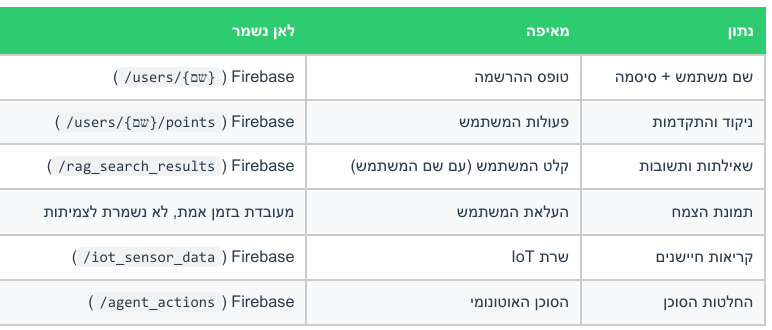 נתון מאיפה לאן נשמר
שם משתמש + סיסמה טופס ההרשמה Firebase ( /users/{שם} )
ניקוד והתקדמות פעולות המשתמש Firebase ( /users/{שם}/points )
שאילתות ותשובות קלט המשתמש (עם שם המשתמש) Firebase ( /rag_search_results )
תמונת הצמח העלאת המשתמש מעובדת בזמן אמת, לא נשמרת לצמיתות
קריאות חיישנים שרת IoT Firebase ( /iot_sensor_data )
החלטות הסוכן הסוכן האוטונומי Firebase ( /agent_actions )